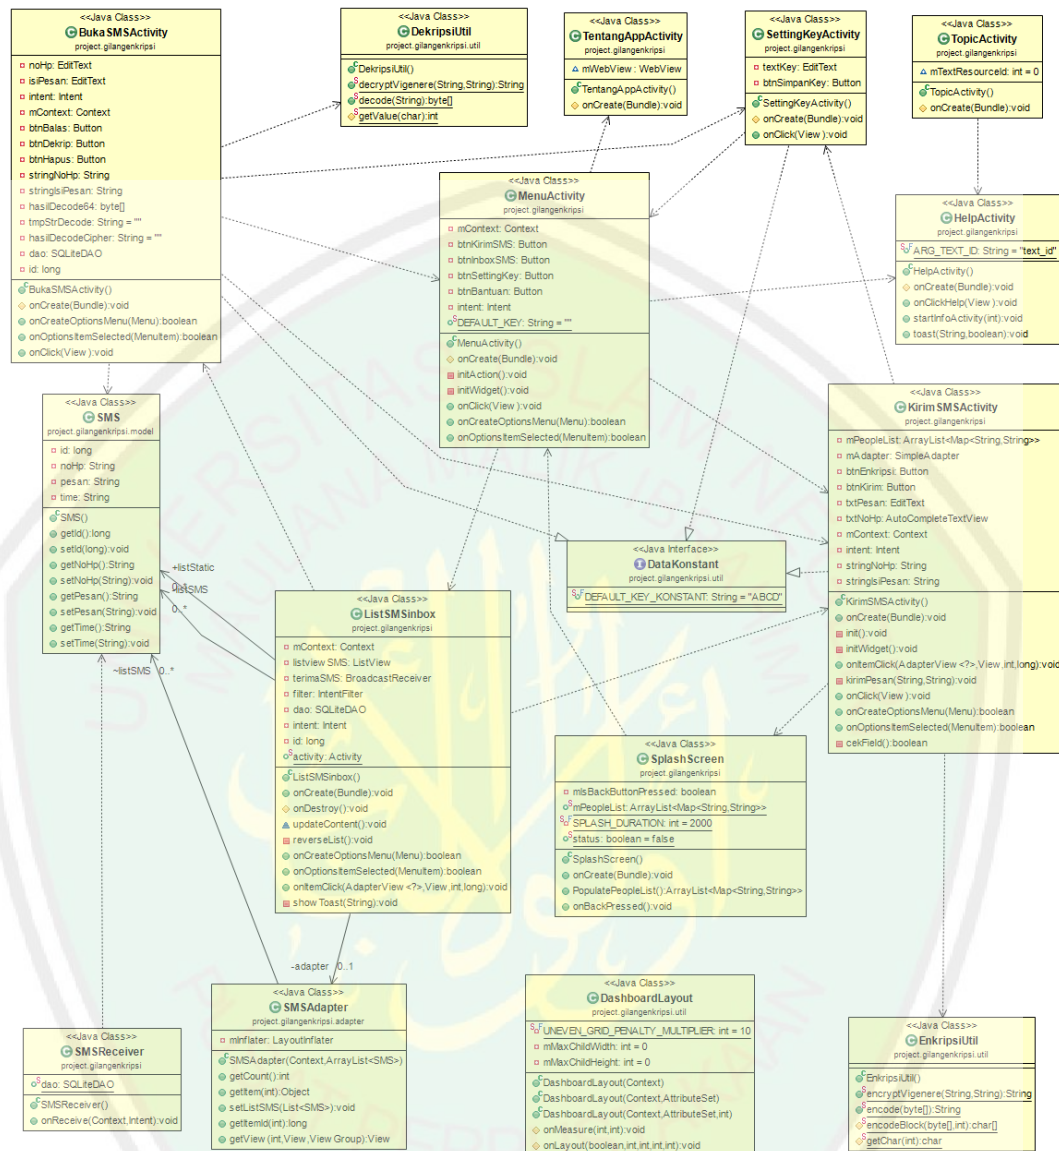 <<Java Class>>
BukaSMSActivity
project.gilangenkripsi
noHp: EditText
isiPesan: EditText
intent: Intent
mContext: Context
btnBalas: Button
btnDekrip: Button
btnHapus: Button
stringNoHp: String
stringIsiPesan: String
hasilDecode64: byte[]
tmpStrDecode: String = ""
hasilDecodeCipher: String = ""
dao: SQLiteDAO
id: long
BukaSMSActivity()
onCreate(Bundle):void
onCreateOptionsMenu(Menu):boolean
onOptionsItemSelected(MenuItem):boolean
onClick(View ):void
<<Java Class>>
DekripsiUtil
project.gilangenkripsi.util
DekripsiUtil()
decryptVigenere(String,String):String
decode(String):byte[]
getValue(char):int
<<Java Class>>
TentangAppActivity
project.gilangenkripsi
mWebView : WebView
TentangAppActivity()
onCreate(Bundle):void
<<Java Class>>
SettingKeyActivity
project.gilangenkripsi
textKey: EditText
btnSimpanKey: Button
SettingKeyActivity()
onCreate(Bundle):void
onClick(View ):void
<<Java Class>>
TopicActivity
project.gilangenkripsi
mTextResourceId: int = 0
TopicActivity()
onCreate(Bundle):void
<<Java Class>>
MenuActivity
project.gilangenkripsi
mContext: Context
btnKirimSMS: Button
btnInboxSMS: Button
btnSettingKey: Button
btnBantuan: Button
intent: Intent
DEFAULT_KEY: String = ""
MenuActivity()
onCreate(Bundle):void
initAction():void
initWidget():void
onClick(View ):void
onCreateOptionsMenu(Menu):boolean
onOptionsItemSelected(MenuItem):boolean
<<Java Class>>
HelpActivity
project.gilangenkripsi
ARG_TEXT_ID: String = "text_id"
HelpActivity()
onCreate(Bundle):void
onClickHelp(View ):void
startInfoActivity(int):void
toast(String,boolean):void
<<Java Class>>
SMS
project.gilangenkripsi.model
id: long
noHp: String
pesan: String
time: String
SMS()
getId():long
setId(long):void
getNoHp():String
setNoHp(String):void
getPesan():String
setPesan(String):void
getTime():String
setTime(String):void
+listStatic
0..*
-listSMS
0..*
~listSMS 0..*
<<Java Class>>
KirimSMSActivity
project.gilangenkripsi
mPeopleList: ArrayList<Map<String,String>>
mAdapter: SimpleAdapter
btnEnkripsi: Button
btnKirim: Button
txtPesan: EditText
txtNoHp: AutoCompleteTextView
mContext: Context
intent: Intent
stringNoHp: String
stringIsiPesan: String
KirimSMSActivity()
onCreate(Bundle):void
init():void
initWidget():void
onItemClick(AdapterView <?>,View,int,long):void
kirimPesan(String,String):void
onClick(View ):void
onCreateOptionsMenu(Menu):boolean
onOptionsItemSelected(MenuItem):boolean
cekField():boolean
<<Java Interface>>
DataKonstant
project.gilangenkripsi.util
DEFAULT_KEY_KONSTANT: String = "ABCD"
<<Java Class>>
ListSMSinbox
project.gilangenkripsi
mContext: Context
listview SMS: ListView
terimaSMS: BroadcastReceiver
filter: IntentFilter
dao: SQLiteDAO
intent: Intent
id: long
activity: Activity
ListSMSinbox()
onCreate(Bundle):void
onDestroy():void
updateContent():void
reverseList():void
onCreateOptionsMenu(Menu):boolean
onOptionsItemSelected(MenuItem):boolean
onItemClick(AdapterView <?>,View,int,long):void
show Toast(String):void
-adapter 0..1
<<Java Class>>
SplashScreen
project.gilangenkripsi
mIsBackButtonPressed: boolean
mPeopleList: ArrayList<Map<String,String>>
SPLASH_DURATION: int = 2000
status: boolean = false
SplashScreen()
onCreate(Bundle):void
PopulatePeopleList():ArrayList<Map<String,String>>
onBackPressed():void
<<Java Class>>
SMSReceiver
project.gilangenkripsi
dao: SQLiteDAO
SMSReceiver()
onReceive(Context,Intent):void
<<Java Class>>
SMSAdapter
project.gilangenkripsi.adapter
mInflater: LayoutInflater
SMSAdapter(Context,ArrayList<SMS>)
getCount():int
getItem(int):Object
setListSMS(List<SMS>):void
getItemId(int):long
getView (int,View,View Group):View
<<Java Class>>
DashboardLayout
project.gilangenkripsi.util
UNEVEN_GRID_PENALTY_MULTIPLIER: int = 10
mMaxChildWidth: int = 0
mMaxChildHeight: int = 0
DashboardLayout(Context)
DashboardLayout(Context,AttributeSet)
DashboardLayout(Context,AttributeSet,int)
onMeasure(int,int):void
onLayout(boolean,int,int,int,int):void
<<Java Class>>
EnkripsiUtil
project.gilangenkripsi.util
EnkripsiUtil()
encryptVigenere(String,String):String
encode(byte[]):String
encodeBlock(byte[],int):char[]
getChar(int):char